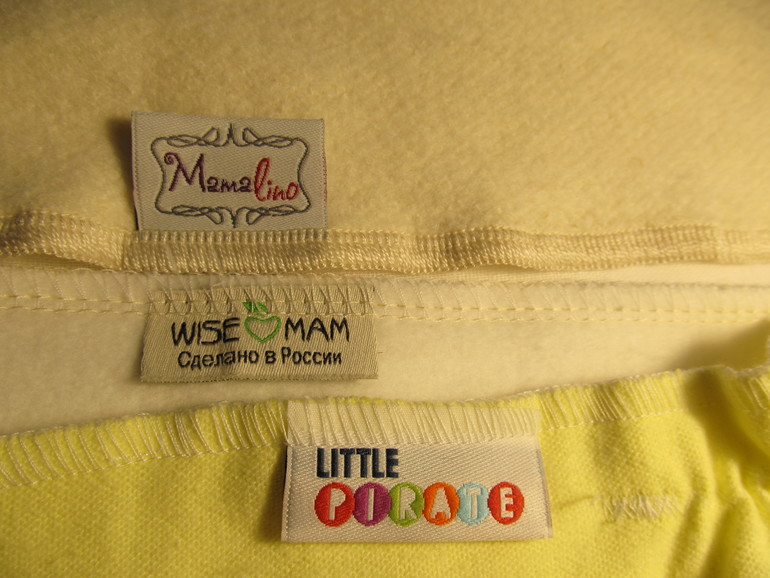 Mamalino
WISE MAM
Сделано в России
LITTLE
PIRATE